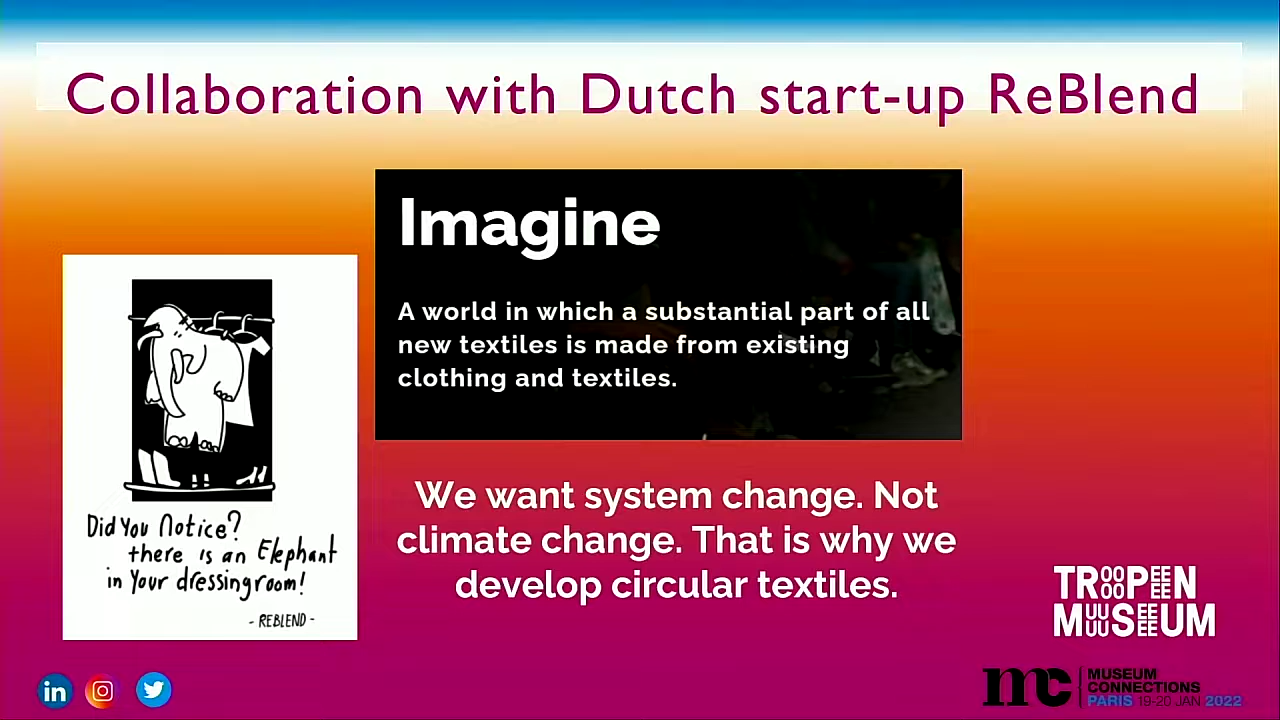 Collaboration with Dutch start-up ReBlend
Imagine
A world in which a substantial part of all
new textiles is made from existing
clothing and textiles.
Did you Notice?
there is an Elephant
in your dressingroom!
- REBLEND -
We want system change. Not
climate change. That is why we
develop circular textiles.
TROPEN
MUSEUM
in
mc
MUSEUM
CONNECTIONS
PARIS 19-20 JAN 2022